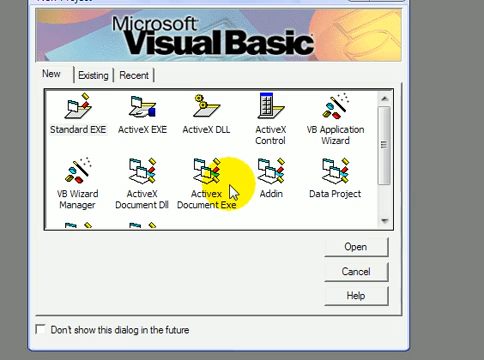 New Project
Microsoft
Visual Basic
New Existing Recent
Standard EXE ActiveX EXE ActiveX DLL ActiveX Control VB Application Wizard
VB Wizard Manager ActiveX Document Dll Activex Document Exe Addin Data Project
Open
Cancel
Help
Don't show this dialog in the future